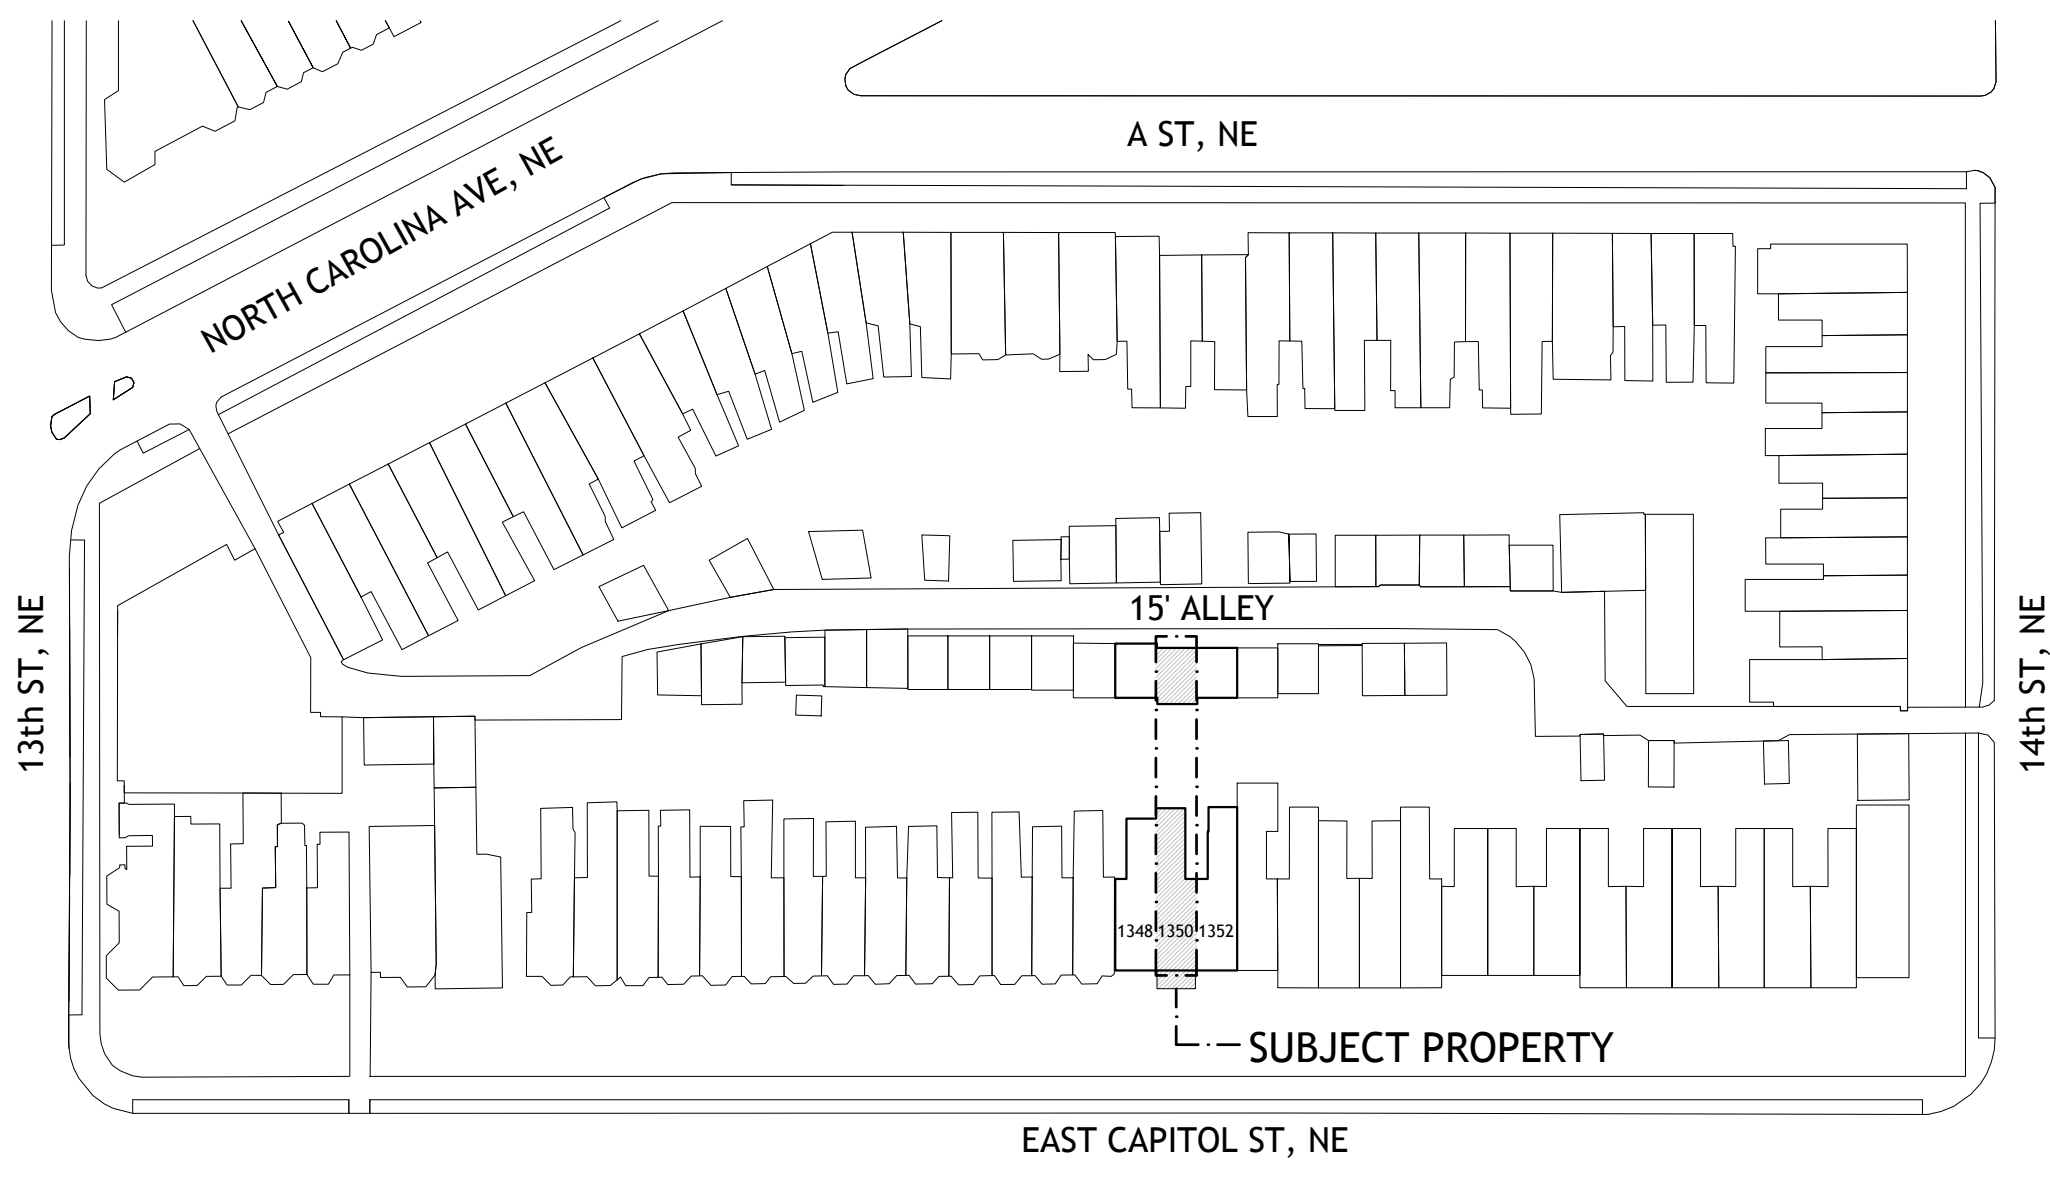 A ST, NE
NORTH CAROLINA AVE, NE
15' ALLEY
13th ST, NE
14th ST, NE
1348 1350 1352
SUBJECT PROPERTY
EAST CAPITOL ST, NE